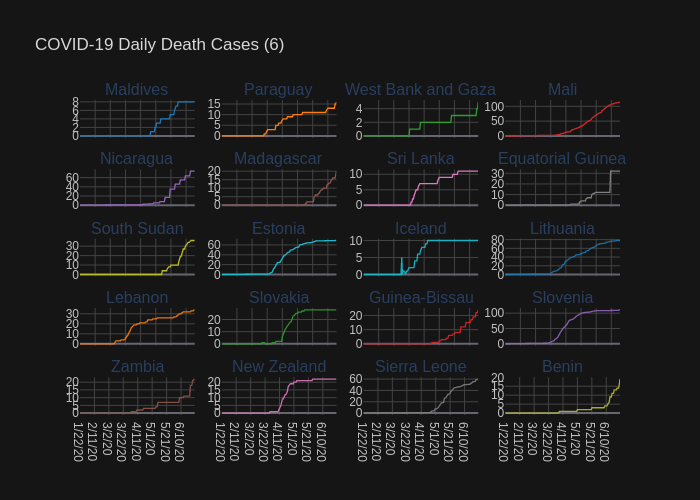 COVID-19 Daily Death Cases (6)
Maldives Paraguay West Bank and Gaza Mali
8 6 4 2 0
15 10 5 0
4 2 0
100 50 0
Nicaragua Madagascar Sri Lanka Equatorial Guinea
60 40 20 0
20 15 10 5 0
10 5 0
30 20 10 0
South Sudan Estonia Iceland Lithuania
30 20 10 0
60 40 20 0
10 5 0
80 60 40 20 0
Lebanon Slovakia Guinea-Bissau Slovenia
30 20 10 0
20 10 0
20 10 0
100 50 0
Zambia New Zealand Sierra Leone Benin
20 15 10 5 0
20 15 10 5 0
60 40 20 0
20 15 10 5 0
1/22/20 2/11/20 3/2/20 3/22/20 4/11/20 5/1/20 5/21/20 6/10/20
1/22/20 2/11/20 3/2/20 3/22/20 4/11/20 5/1/20 5/21/20 6/10/20
1/22/20 2/11/20 3/2/20 3/22/20 4/11/20 5/1/20 5/21/20 6/10/20
1/22/20 2/11/20 3/2/20 3/22/20 4/11/20 5/1/20 5/21/20 6/10/20